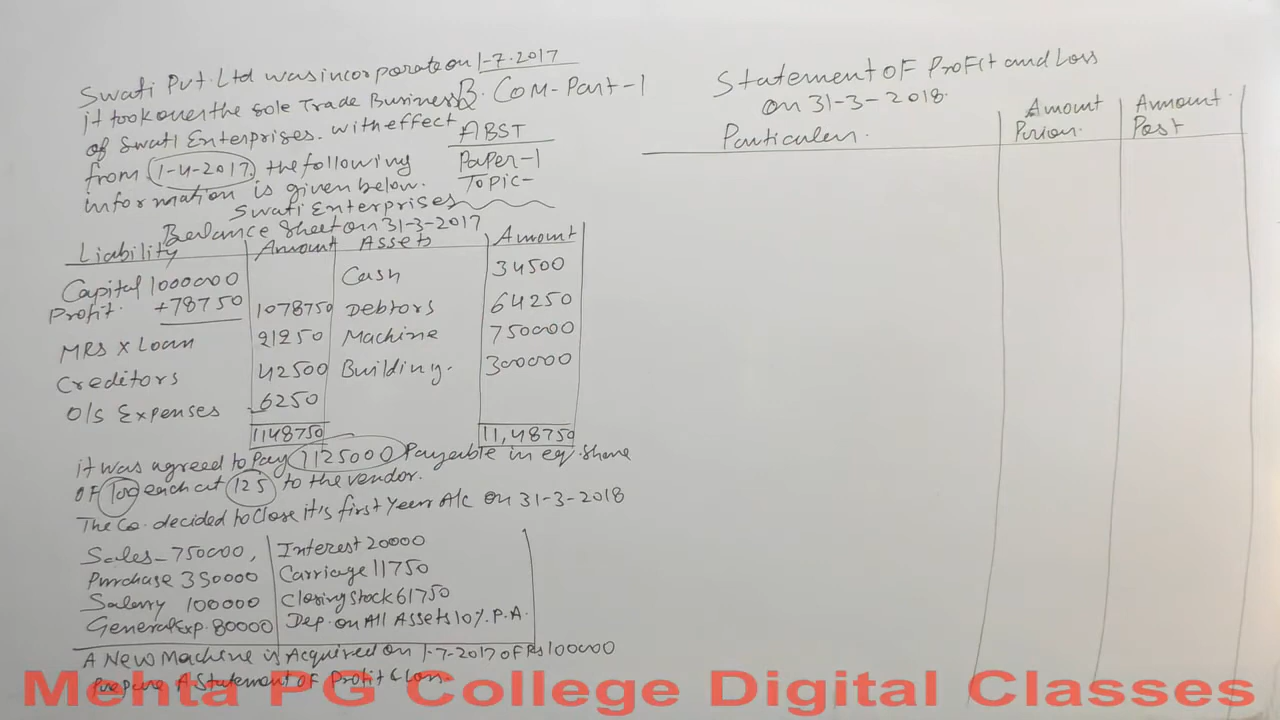 Swati Pvt. Ltd was incorporate on 1-7.2017
it took over the sole Trade Business
of Swati Enterprises. with effect
from (1-4-2017) the following
information is given below.
B. Com-Part-1
ABST
Paper-1
Topic-
Swati Enterprises
Balance Sheet on 31-3-2017
Liability Amount Assets Amount
Capital 1000000 Cash 34500
Profit. +78750 1078750 Debtors 64250
MRS X Loan 21250 Machine 750000
Creditors 42500 Building. 300000
O/S Expenses 6250
1148750 11,48750
it was agreed to pay 1125000 Payable in eq. share
of 100 each at 125 to the vendor.
The Co. decided to close it's first year A/c on 31-3-2018
Sales - 750000, Interest 20000
Purchase 350000 Carriage 11750
Salary 100000 Closing stock 61750
General Exp. 80000 Dep. on All Assets 10% P.A.
A New Machine is Acquired on 1-7-2017 of Rs 100000
Prepare A Statement of Profit & Loss.
Statement of Profit and Loss
on 31-3-2018.
Particulen. Amount Purion. Amount. Post
Menta PG College Digital Classes